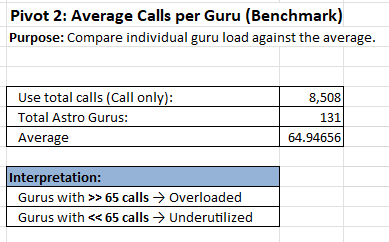 Pivot 2: Average Calls per Guru (Benchmark)
Purpose: Compare individual guru load against the average.
Use total calls (Call only): 8,508
Total Astro Gurus: 131
Average 64.94656
Interpretation:
Gurus with >> 65 calls → Overloaded
Gurus with << 65 calls → Underutilized